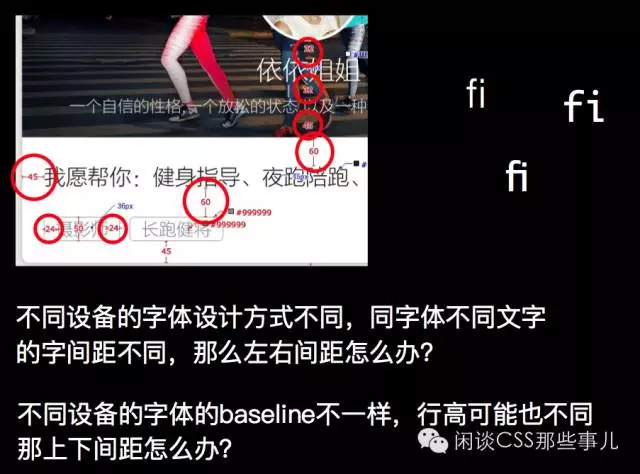 依依姐姐
一个自信的性格,一个放松的状态,以及一种
60
45
我愿帮你：健身指导、夜跑陪跑、
60
36px
#999999
#999999
24
摄影师
50
24
长跑健将
45
fi
fi
fi
不同设备的字体设计方式不同，同字体不同文字
的字间距不同，那么左右间距怎么办？
不同设备的字体的baseline不一样，行高可能也不同
那上下间距怎么办？
闲谈CSS那些事儿